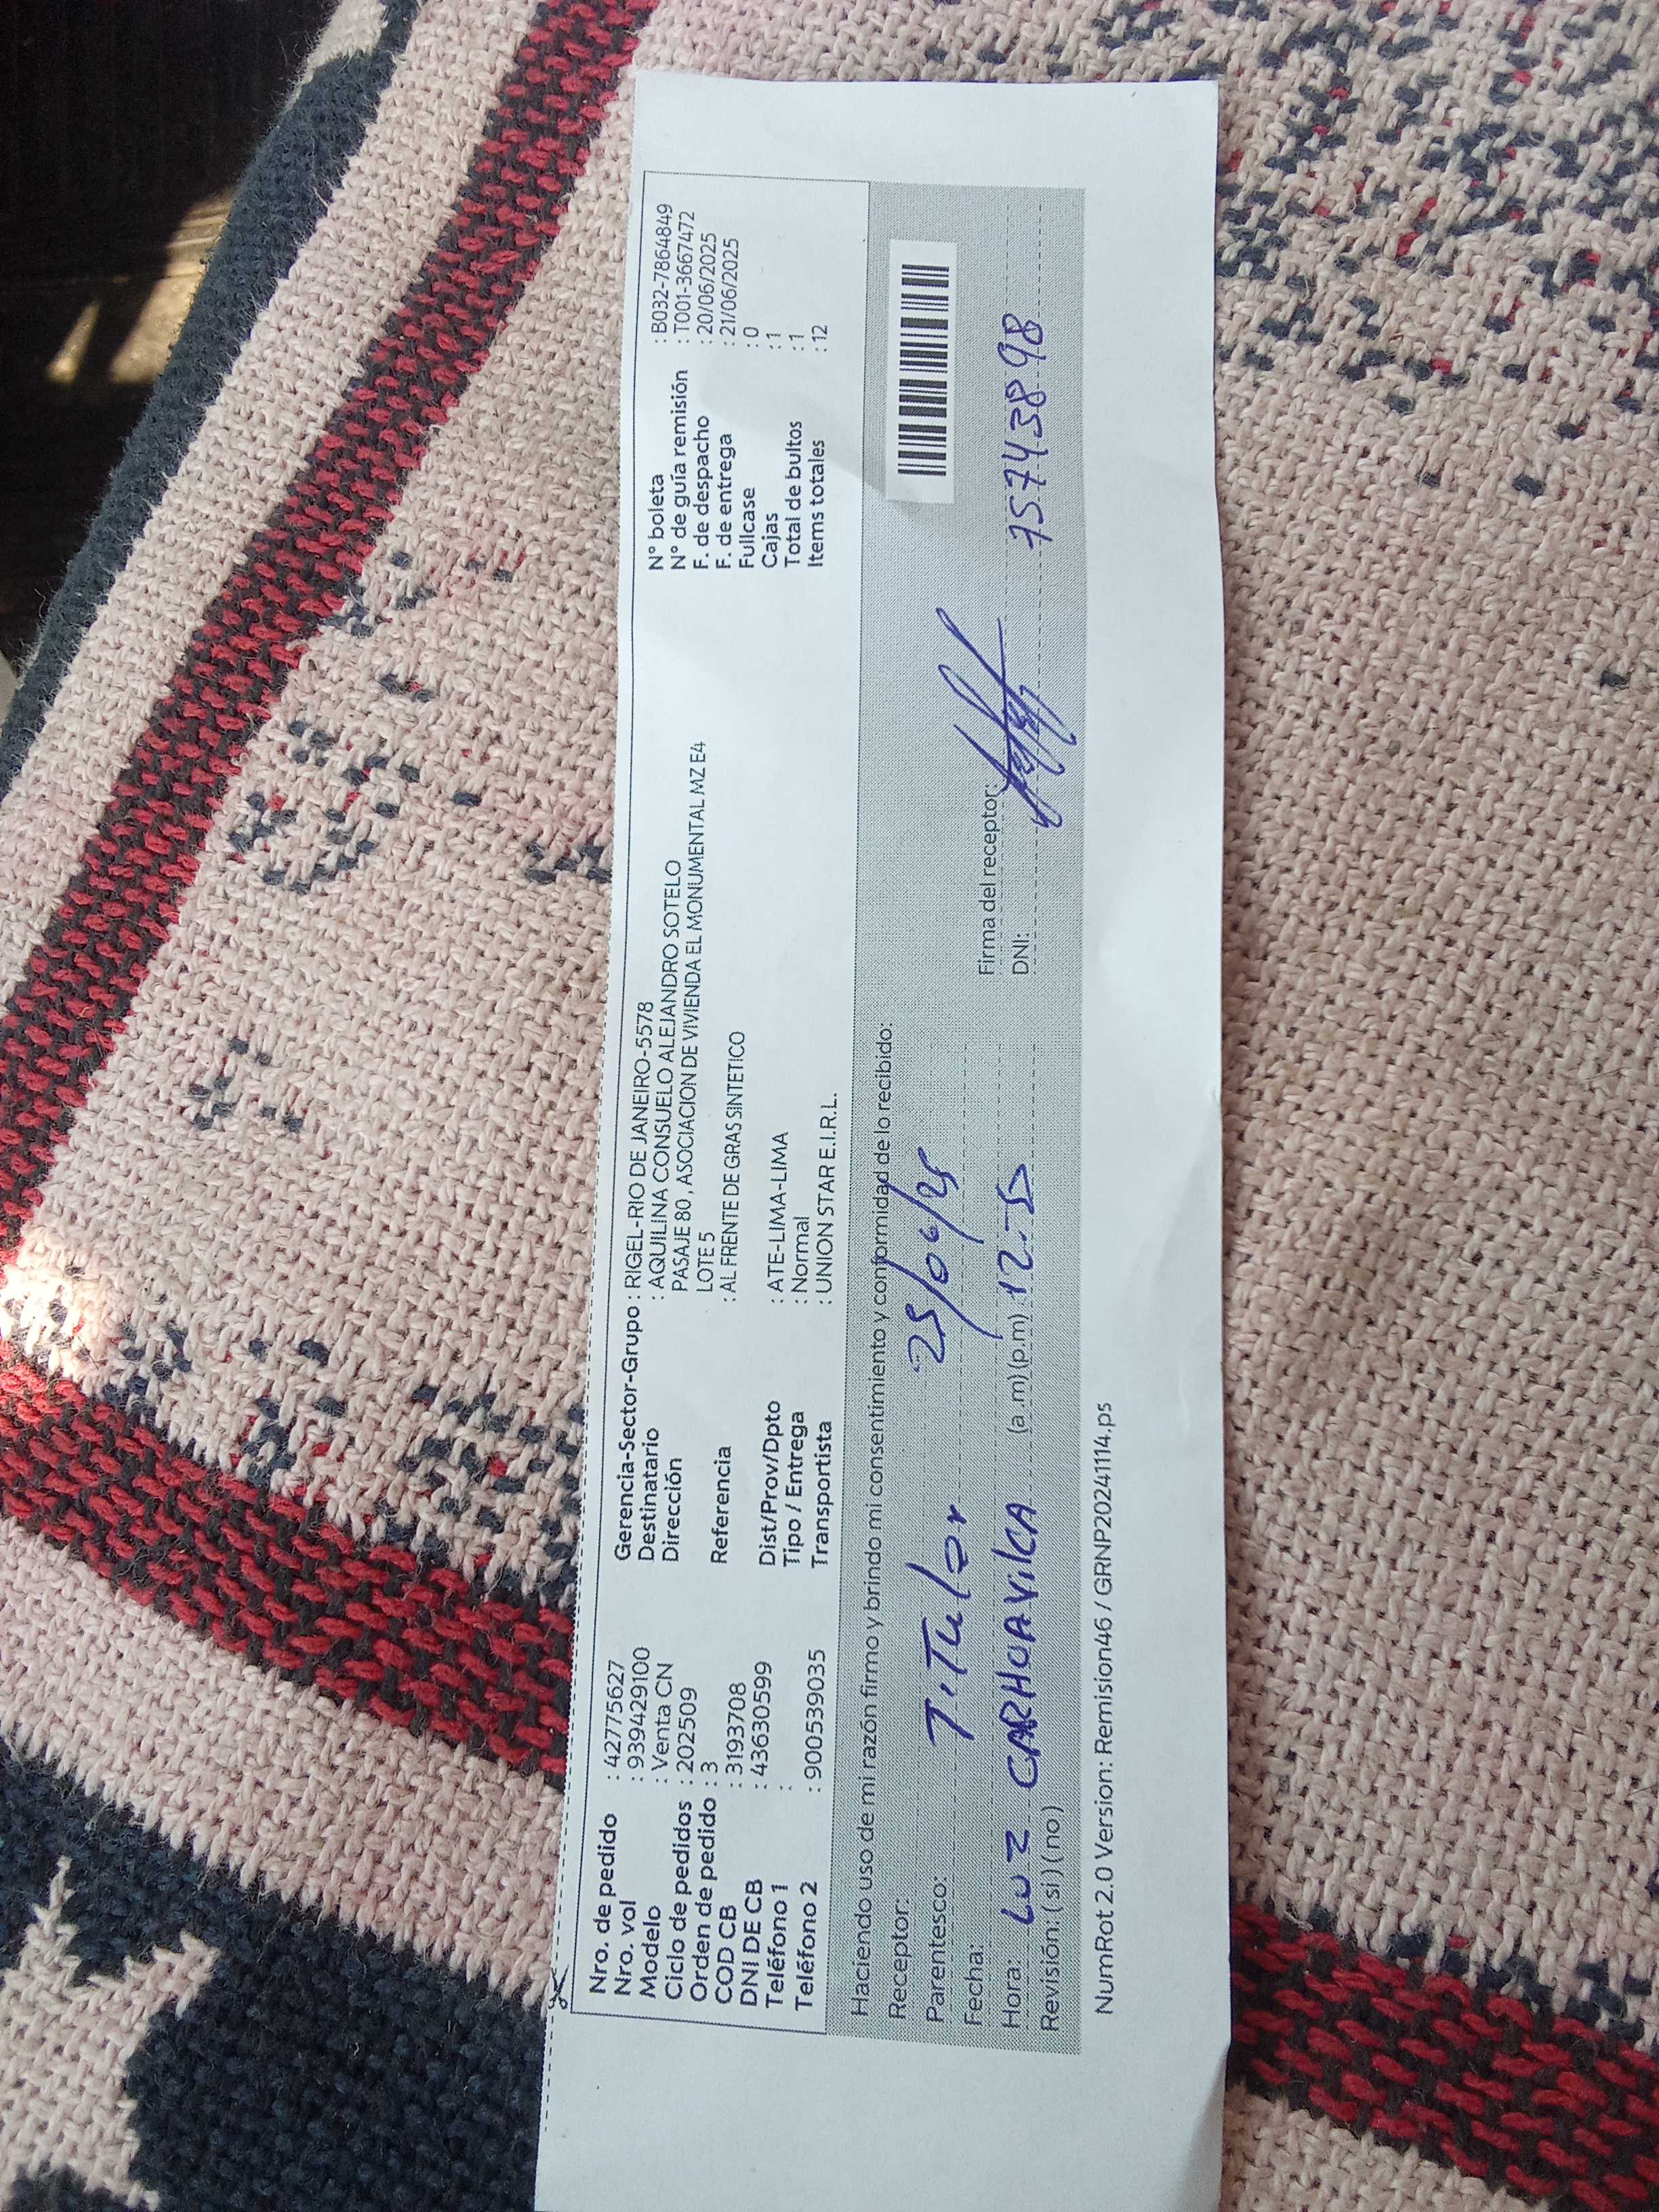 Nro. de pedido : 42775627
Nro. vol : 9394429100
Modelo : Venta CN
Ciclo de pedidos : 202509
Orden de pedido : 3
COD CB : 3193708
DNI DE CB : 43630599
Teléfono 1 :
Teléfono 2 : 900539035
Gerencia-Sector-Grupo : RIGEL-RIO DE JANEIRO-5578
Destinatario : AQUILINA CONSUELO ALEJANDRO SOTELO
Dirección PASAJE 80, ASOCIACION DE VIVIENDA EL MONUMENTAL MZ E4
LOTE 5
Referencia : AL FRENTE DE GRAS SINTETICO
Dist/Prov/Dpto : ATE-LIMA-LIMA
Tipo / Entrega : Normal
Transportista : UNION STAR E.I.R.L.
N° boleta : B032-7864849
N° de guía remisión : T001-3667472
F. de despacho : 20/06/2025
F. de entrega : 21/06/2025
Fullcase : 0
Cajas : 1
Total de bultos : 1
Items totales : 12
Haciendo uso de mi razón firmo y brindo mi consentimiento y conformidad de lo recibido:
Receptor:
Parentesco: TiTular 25/06/25
Fecha:
Hora: LUZ CARHUAVilCA (a .m) (p.m) 12:55
Revisión: (si) (no)
Firma del receptor:
DNI: 75743898
NumRot 2.0 Version: Remision46 / GRNP20241114.ps